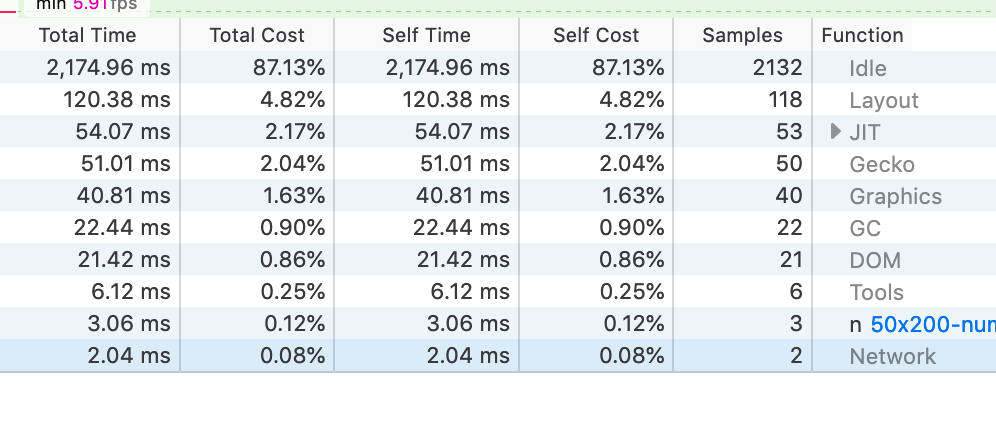 min 5.91fps
Total Time Total Cost Self Time Self Cost Samples Function
2,174.96 ms 87.13% 2,174.96 ms 87.13% 2132 Idle
120.38 ms 4.82% 120.38 ms 4.82% 118 Layout
54.07 ms 2.17% 54.07 ms 2.17% 53 JIT
51.01 ms 2.04% 51.01 ms 2.04% 50 Gecko
40.81 ms 1.63% 40.81 ms 1.63% 40 Graphics
22.44 ms 0.90% 22.44 ms 0.90% 22 GC
21.42 ms 0.86% 21.42 ms 0.86% 21 DOM
6.12 ms 0.25% 6.12 ms 0.25% 6 Tools
3.06 ms 0.12% 3.06 ms 0.12% 3 n 50x200-num
2.04 ms 0.08% 2.04 ms 0.08% 2 Network